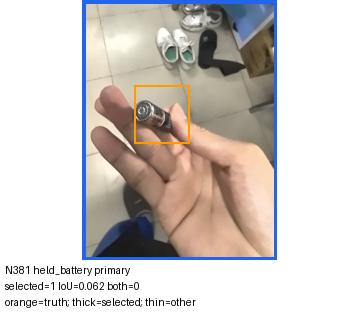 N381 held_battery primary
selected=1 IoU=0.062 both=0
orange=truth; thick=selected; thin=other